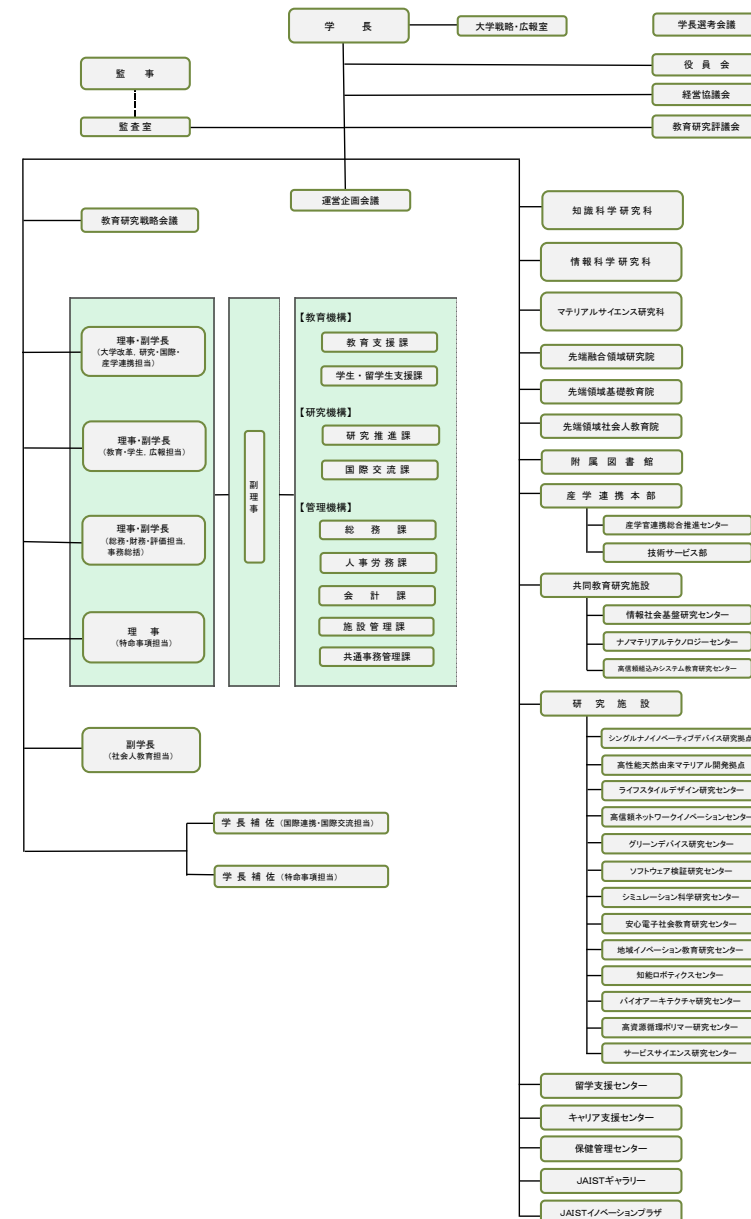 学 長
大学戦略・広報室
学長選考会議
役 員 会
経営協議会
教育研究評議会
監 事
監査室
運営企画会議
教育研究戦略会議
理事・副学長
（大学改革、研究・国際・
産学連携担当）
理事・副学長
（教育・学生、広報担当）
理事・副学長
（総務・財務・評価担当、
事務総括）
理 事
（特命事項担当）
副理事
【教育機構】
教 育 支 援 課
学生・留学生支援課
【研究機構】
研 究 推 進 課
国 際 交 流 課
【管理機構】
総 務 課
人 事 労 務 課
会 計 課
施 設 管 理 課
共通事務管理課
副学長
（社会人教育担当）
学 長 補 佐（国際連携・国際交流担当）
学 長 補 佐（特命事項担当）
知 識 科 学 研 究 科
情 報 科 学 研 究 科
マテリアルサイエンス研究科
先端融合領域研究院
先端領域基礎教育院
先端領域社会人教育院
附 属 図 書 館
産 学 連 携 本 部
産学官連携総合推進センター
技術サービス部
共同教育研究施設
情報社会基盤研究センター
ナノマテリアルテクノロジーセンター
高信頼組込みシステム教育研究センター
研 究 施 設
シングルナノイノベーティブデバイス研究拠点
高性能天然由来マテリアル開発拠点
ライフスタイルデザイン研究センター
高信頼ネットワークイノベーションセンター
グリーンデバイス研究センター
ソフトウェア検証研究センター
シミュレーション科学研究センター
安心電子社会教育研究センター
地域イノベーション教育研究センター
知能ロボティクスセンター
バイオアーキテクチャ研究センター
高資源循環ポリマー研究センター
サービスサイエンス研究センター
留学支援センター
キャリア支援センター
保健管理センター
JAISTギャラリー
JAISTイノベーションプラザ